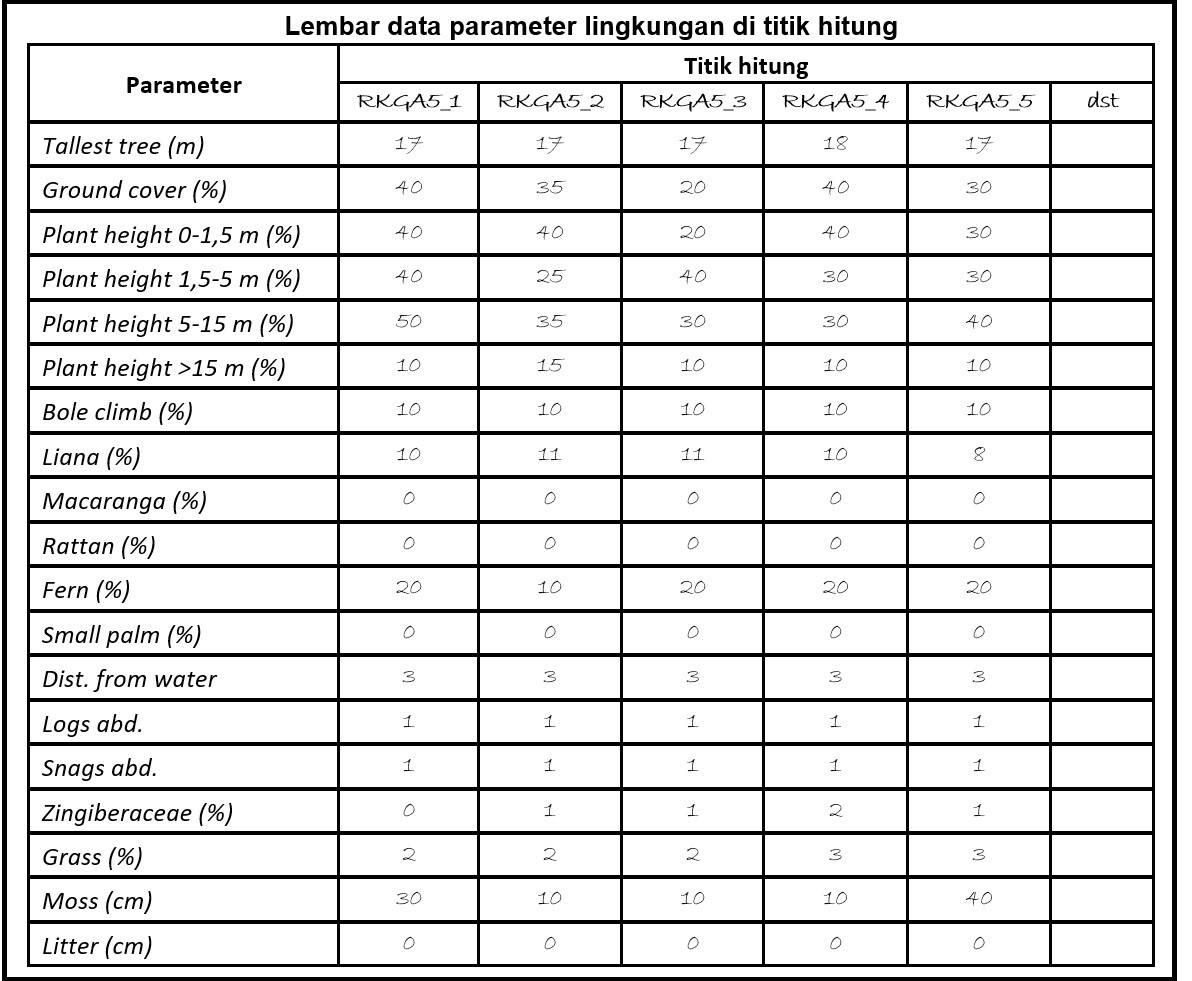 Lembar data parameter lingkungan di titik hitung
Parameter
Titik hitung
RKGA5_1 RKGA5_2 RKGA5_3 RKGA5_4 RKGA5_5 dst
Tallest tree (m) 17 17 17 18 17
Ground cover (%) 40 35 20 40 30
Plant height 0-1,5 m (%) 40 40 20 40 30
Plant height 1,5-5 m (%) 40 25 40 30 30
Plant height 5-15 m (%) 50 35 30 30 40
Plant height >15 m (%) 10 15 10 10 10
Bole climb (%) 10 10 10 10 10
Liana (%) 10 11 11 10 8
Macaranga (%) 0 0 0 0 0
Rattan (%) 0 0 0 0 0
Fern (%) 20 10 20 20 20
Small palm (%) 0 0 0 0 0
Dist. from water 3 3 3 3 3
Logs abd. 1 1 1 1 1
Snags abd. 1 1 1 1 1
Zingiberaceae (%) 0 1 1 2 1
Grass (%) 2 2 2 3 3
Moss (cm) 30 10 10 10 40
Litter (cm) 0 0 0 0 0